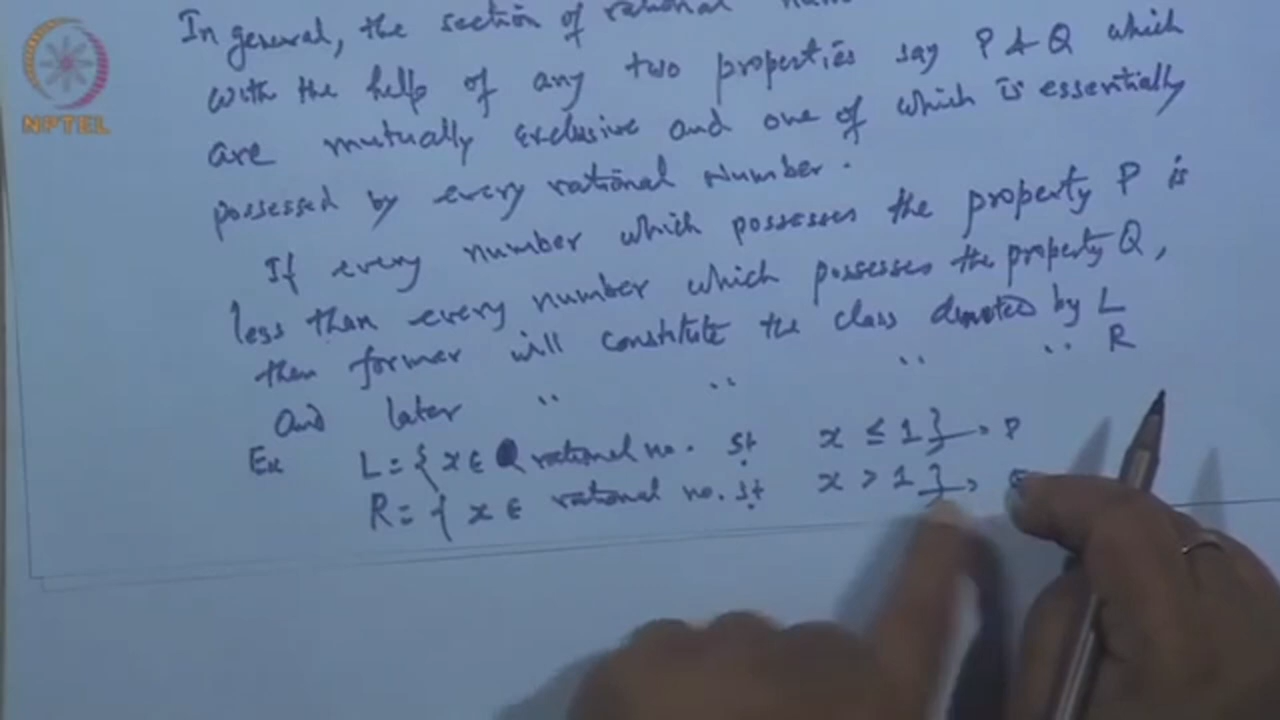 NPTEL
In general, the section of rational
with the help of any two properties say P & Q which
are mutually exclusive and one of which is essentially
possessed by every rational number.
If every number which possesses the property P is
less than every number which possesses the property Q,
then former will constitute the class denoted by L
And later " " " " R
Ex L = { x ∈ rational no. st x ≤ 1 } → P
R = { x ∈ rational no. st x > 1 } →